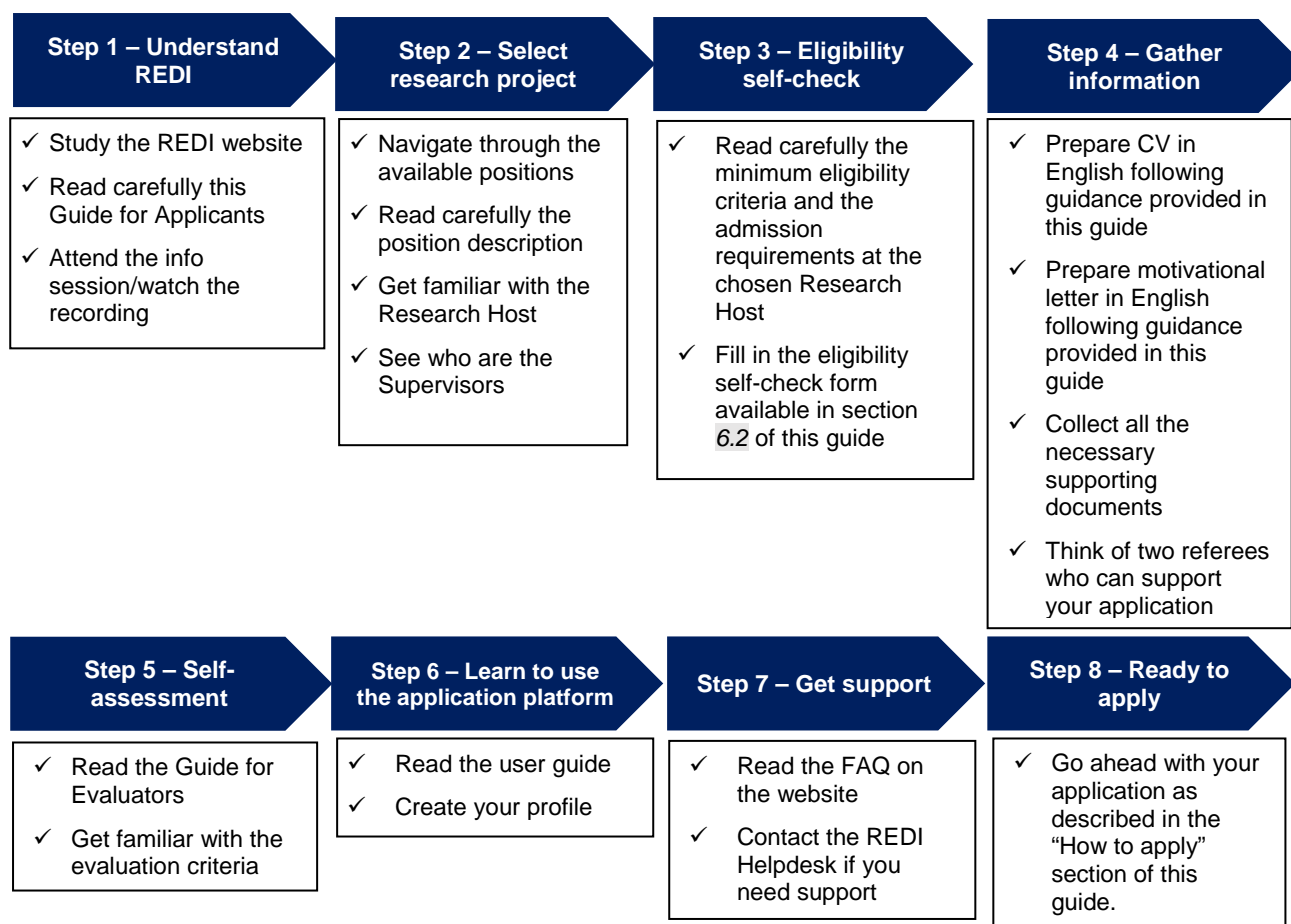 Step 1 – Understand
REDI
✓ Study the REDI website
✓ Read carefully this
Guide for Applicants
✓ Attend the info
session/watch the
recording
Step 2 – Select
research project
✓ Navigate through the
available positions
✓ Read carefully the
position description
✓ Get familiar with the
Research Host
✓ See who are the
Supervisors
Step 3 – Eligibility
self-check
✓ Read carefully the
minimum eligibility
criteria and the
admission
requirements at the
chosen Research
Host
✓ Fill in the eligibility
self-check form
available in section
6.2 of this guide
Step 4 – Gather
information
✓ Prepare CV in
English following
guidance provided in
this guide
✓ Prepare motivational
letter in English
following guidance
provided in this
guide
✓ Collect all the
necessary
supporting
documents
✓ Think of two referees
who can support
your application
Step 5 – Self-
assessment
✓ Read the Guide for
Evaluators
✓ Get familiar with the
evaluation criteria
Step 6 – Learn to use
the application platform
✓ Read the user guide
✓ Create your profile
Step 7 – Get support
✓ Read the FAQ on
the website
✓ Contact the REDI
Helpdesk if you
need support
Step 8 – Ready to
apply
✓ Go ahead with your
application as
described in the
“How to apply”
section of this
guide.